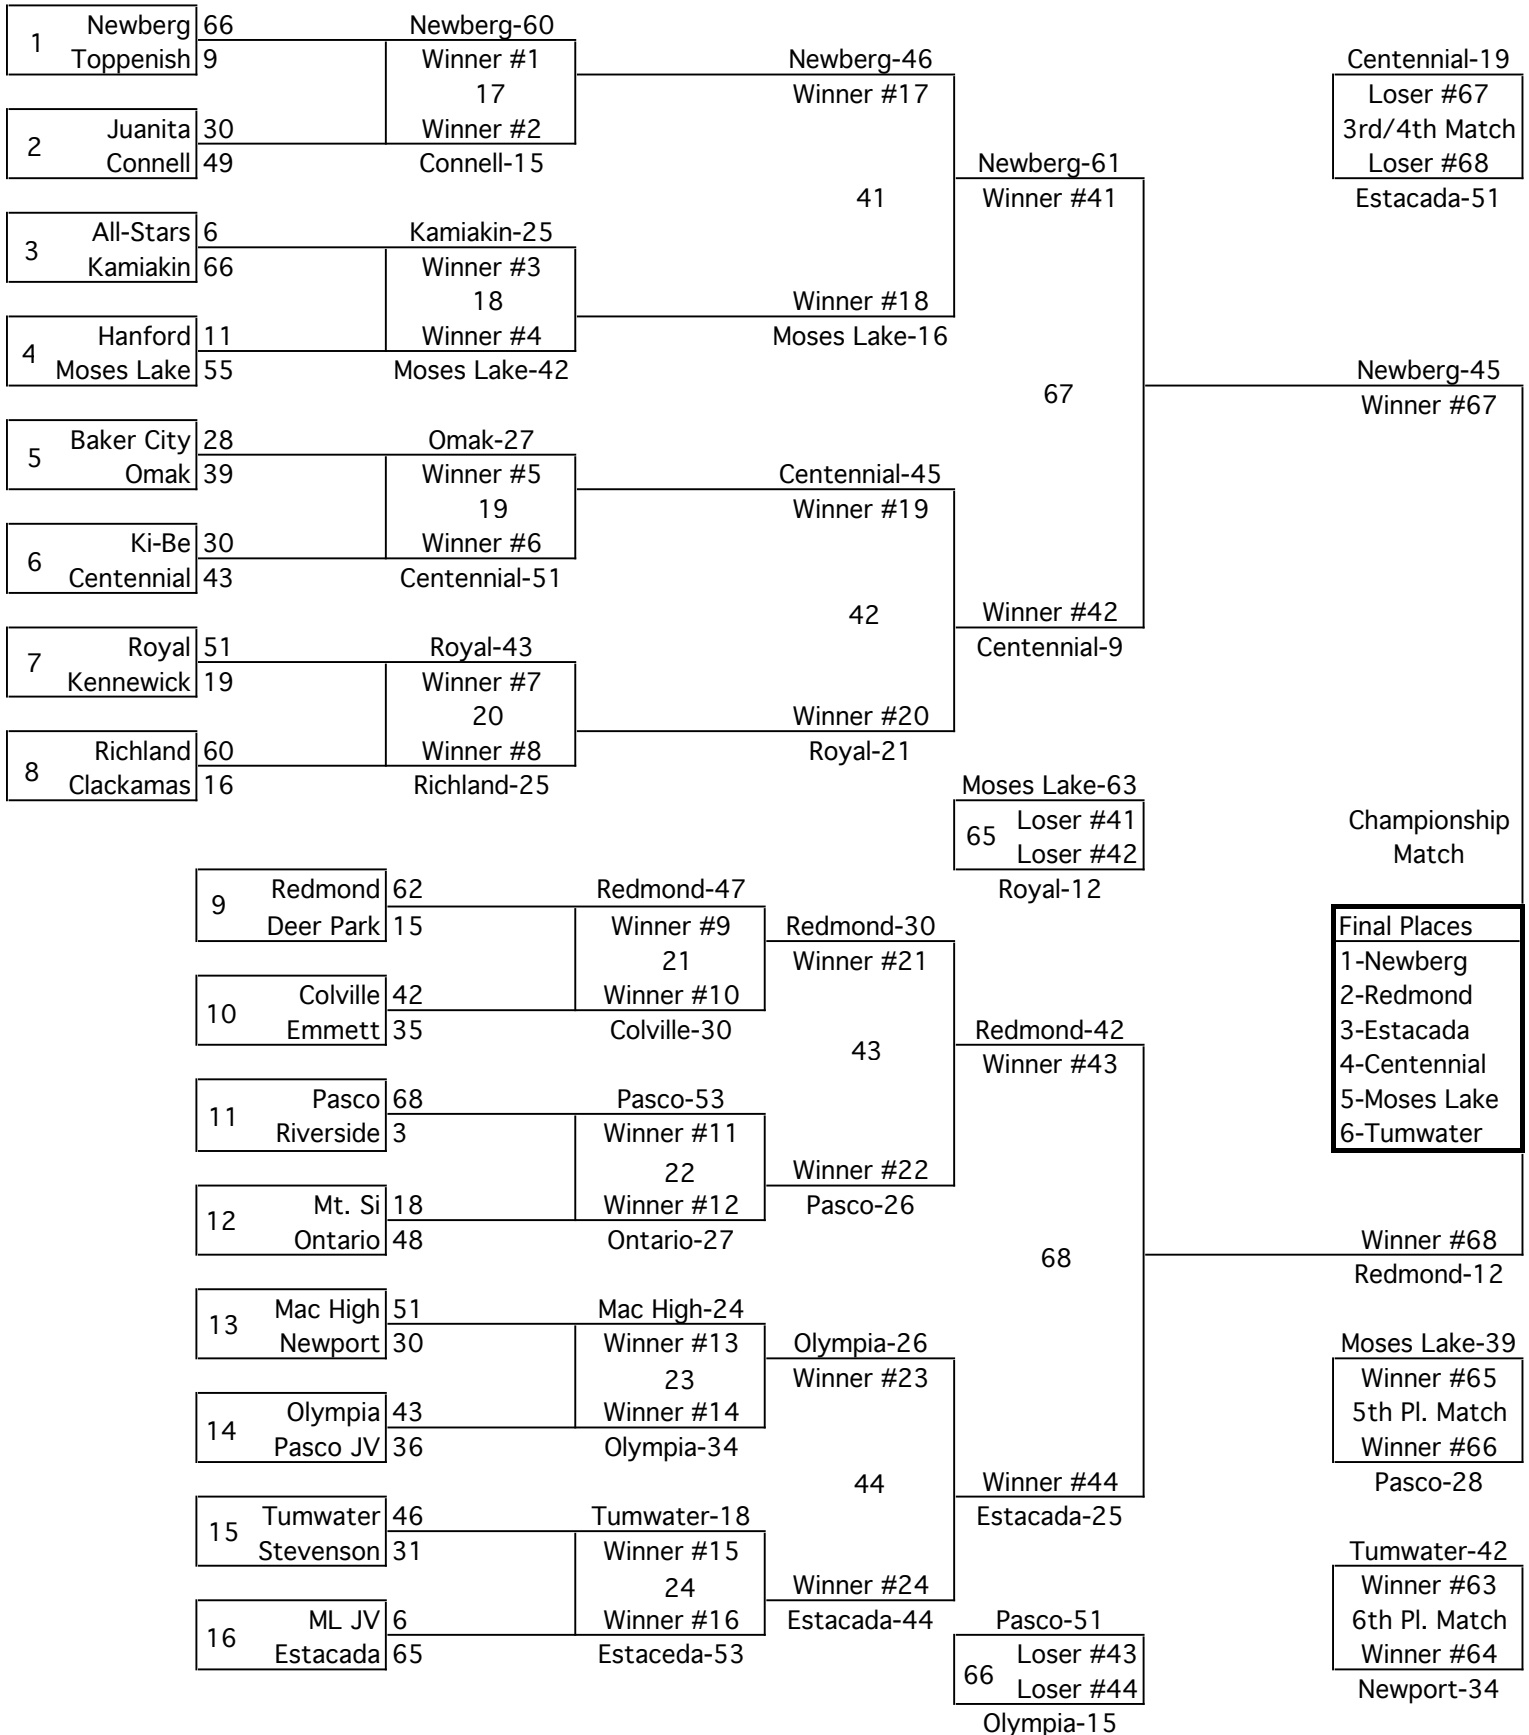 1
Newberg 66
Toppenish 9
2
Juanita 30
Connell 49
3
All-Stars 6
Kamiakin 66
4
Hanford 11
Moses Lake 55
5
Baker City 28
Omak 39
6
Ki-Be 30
Centennial 43
7
Royal 51
Kennewick 19
8
Richland 60
Clackamas 16
Newberg-60
Winner #1
17
Winner #2
Connell-15
Kamiakin-25
Winner #3
18
Winner #4
Moses Lake-42
Omak-27
Winner #5
19
Winner #6
Centennial-51
Royal-43
Winner #7
20
Winner #8
Richland-25
Newberg-46
Winner #17
41
Winner #18
Moses Lake-16
Centennial-45
Winner #19
42
Winner #20
Royal-21
Newberg-61
Winner #41
67
Winner #42
Centennial-9
Moses Lake-63
65
Loser #41
Loser #42
Royal-12
Centennial-19
Loser #67
3rd/4th Match
Loser #68
Estacada-51
Newberg-45
Winner #67
Championship
Match
Final Places
1-Newberg
2-Redmond
3-Estacada
4-Centennial
5-Moses Lake
6-Tumwater
Winner #68
Redmond-12
9
Redmond 62
Deer Park 15
10
Colville 42
Emmett 35
11
Pasco 68
Riverside 3
12
Mt. Si 18
Ontario 48
13
Mac High 51
Newport 30
14
Olympia 43
Pasco JV 36
15
Tumwater 46
Stevenson 31
16
ML JV 6
Estacada 65
Redmond-47
Winner #9
21
Winner #10
Colville-30
Pasco-53
Winner #11
22
Winner #12
Ontario-27
Mac High-24
Winner #13
23
Winner #14
Olympia-34
Tumwater-18
Winner #15
24
Winner #16
Estaceda-53
Redmond-30
Winner #21
43
Winner #22
Pasco-26
Olympia-26
Winner #23
44
Winner #24
Estacada-44
Redmond-42
Winner #43
68
Winner #44
Estacada-25
Pasco-51
66
Loser #43
Loser #44
Olympia-15
Moses Lake-39
Winner #65
5th Pl. Match
Winner #66
Pasco-28
Tumwater-42
Winner #63
6th Pl. Match
Winner #64
Newport-34